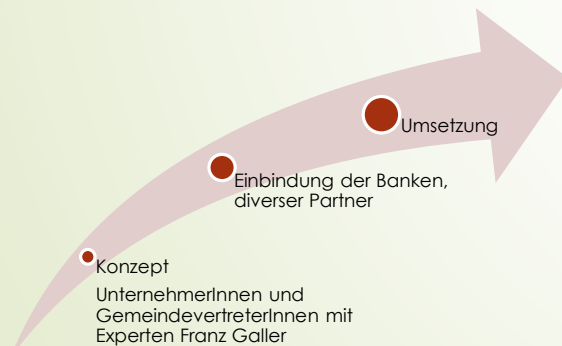 Umsetzung
Einbindung der Banken,
diverser Partner
Konzept
UnternehmerInnen und
GemeindevertreterInnen mit
Experten Franz Galler